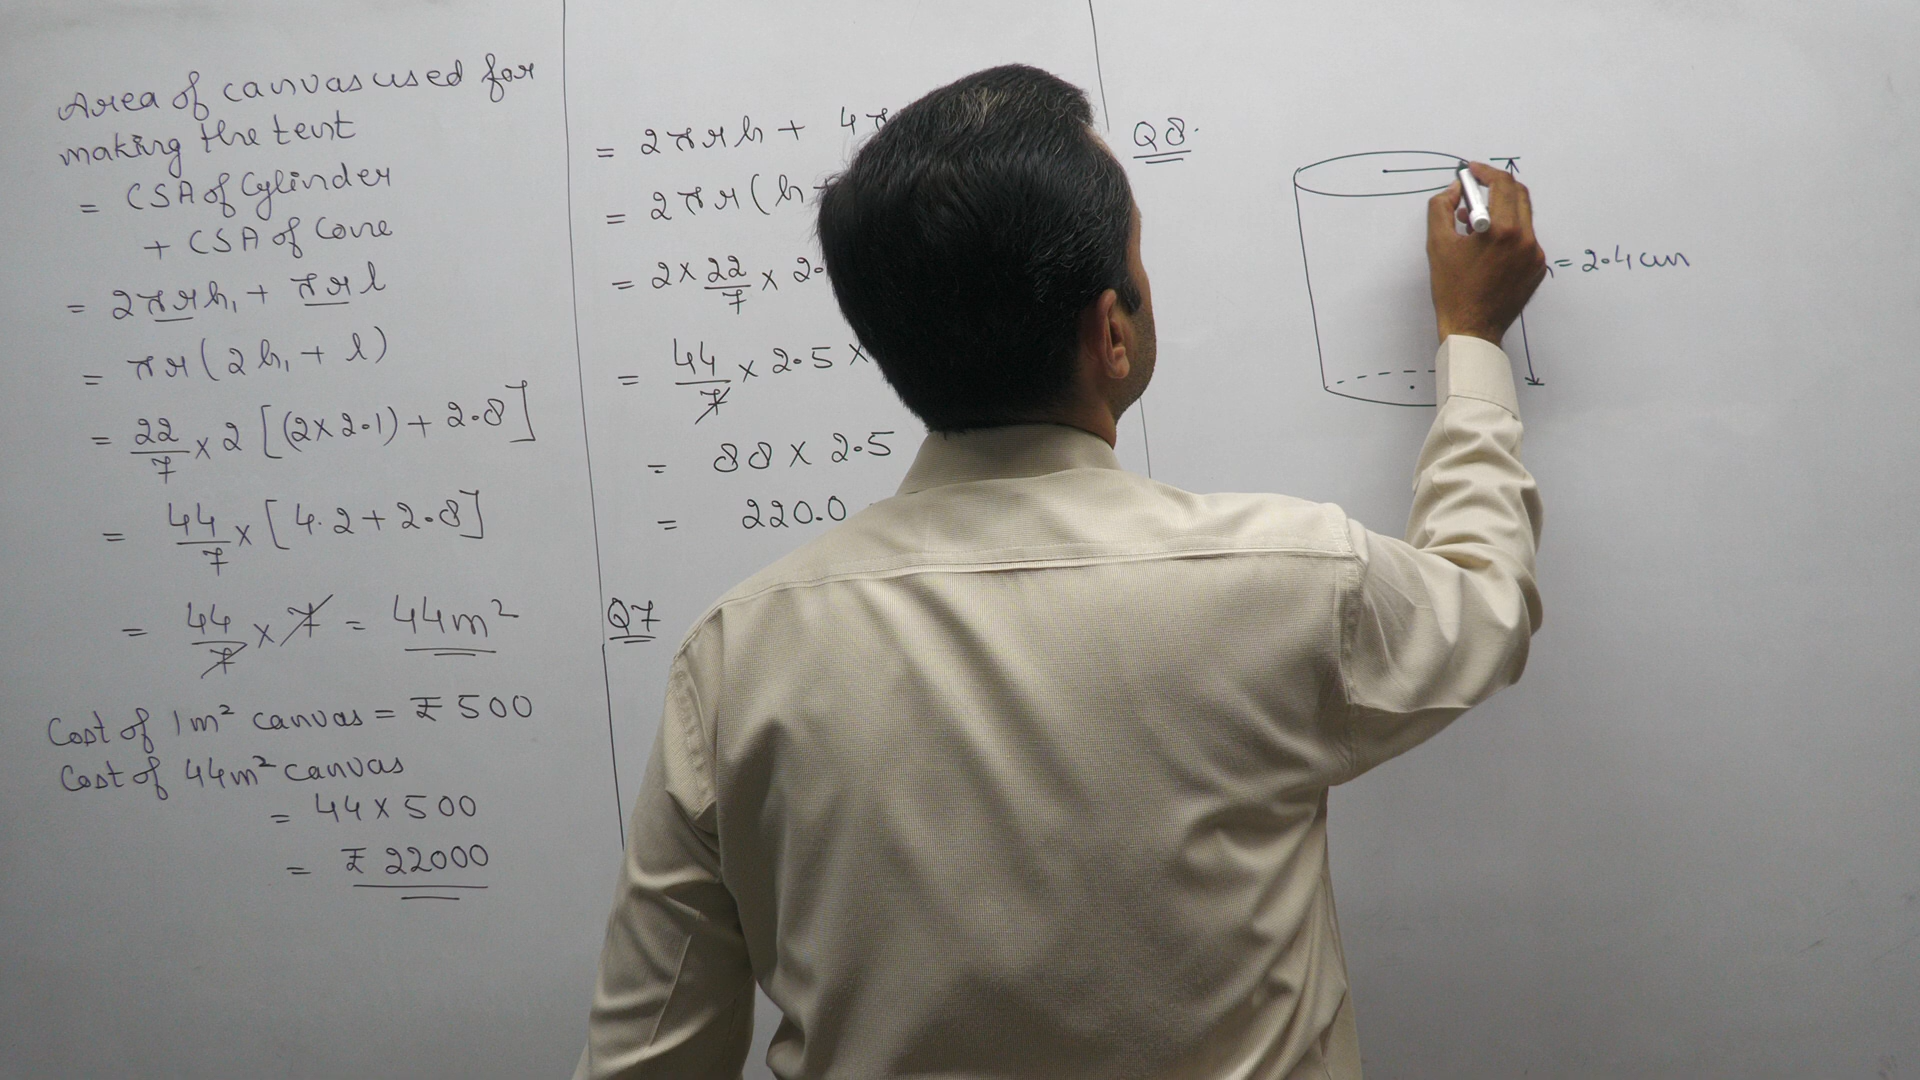 Area of canvas used for
making the tent
= CSA of Cylinder
+ CSA of Cone
= 2πrh₁ + πrl
= πr(2h₁ + l)
= 22/7 × 2 [(2×2.1) + 2.8]
= 44/7 × [4.2 + 2.8]
= 44/7 × 7 = 44m²
Cost of 1m² canvas = ₹ 500
Cost of 44m² canvas
= 44 × 500
= ₹ 22000
= 2πrh + 4π
= 2πr(h+
= 2 × 22/7 × 2.
= 44/7 × 2.5 ×
= 88 × 2.5
= 220.0
Q7
Q8.
h = 2.4 cm